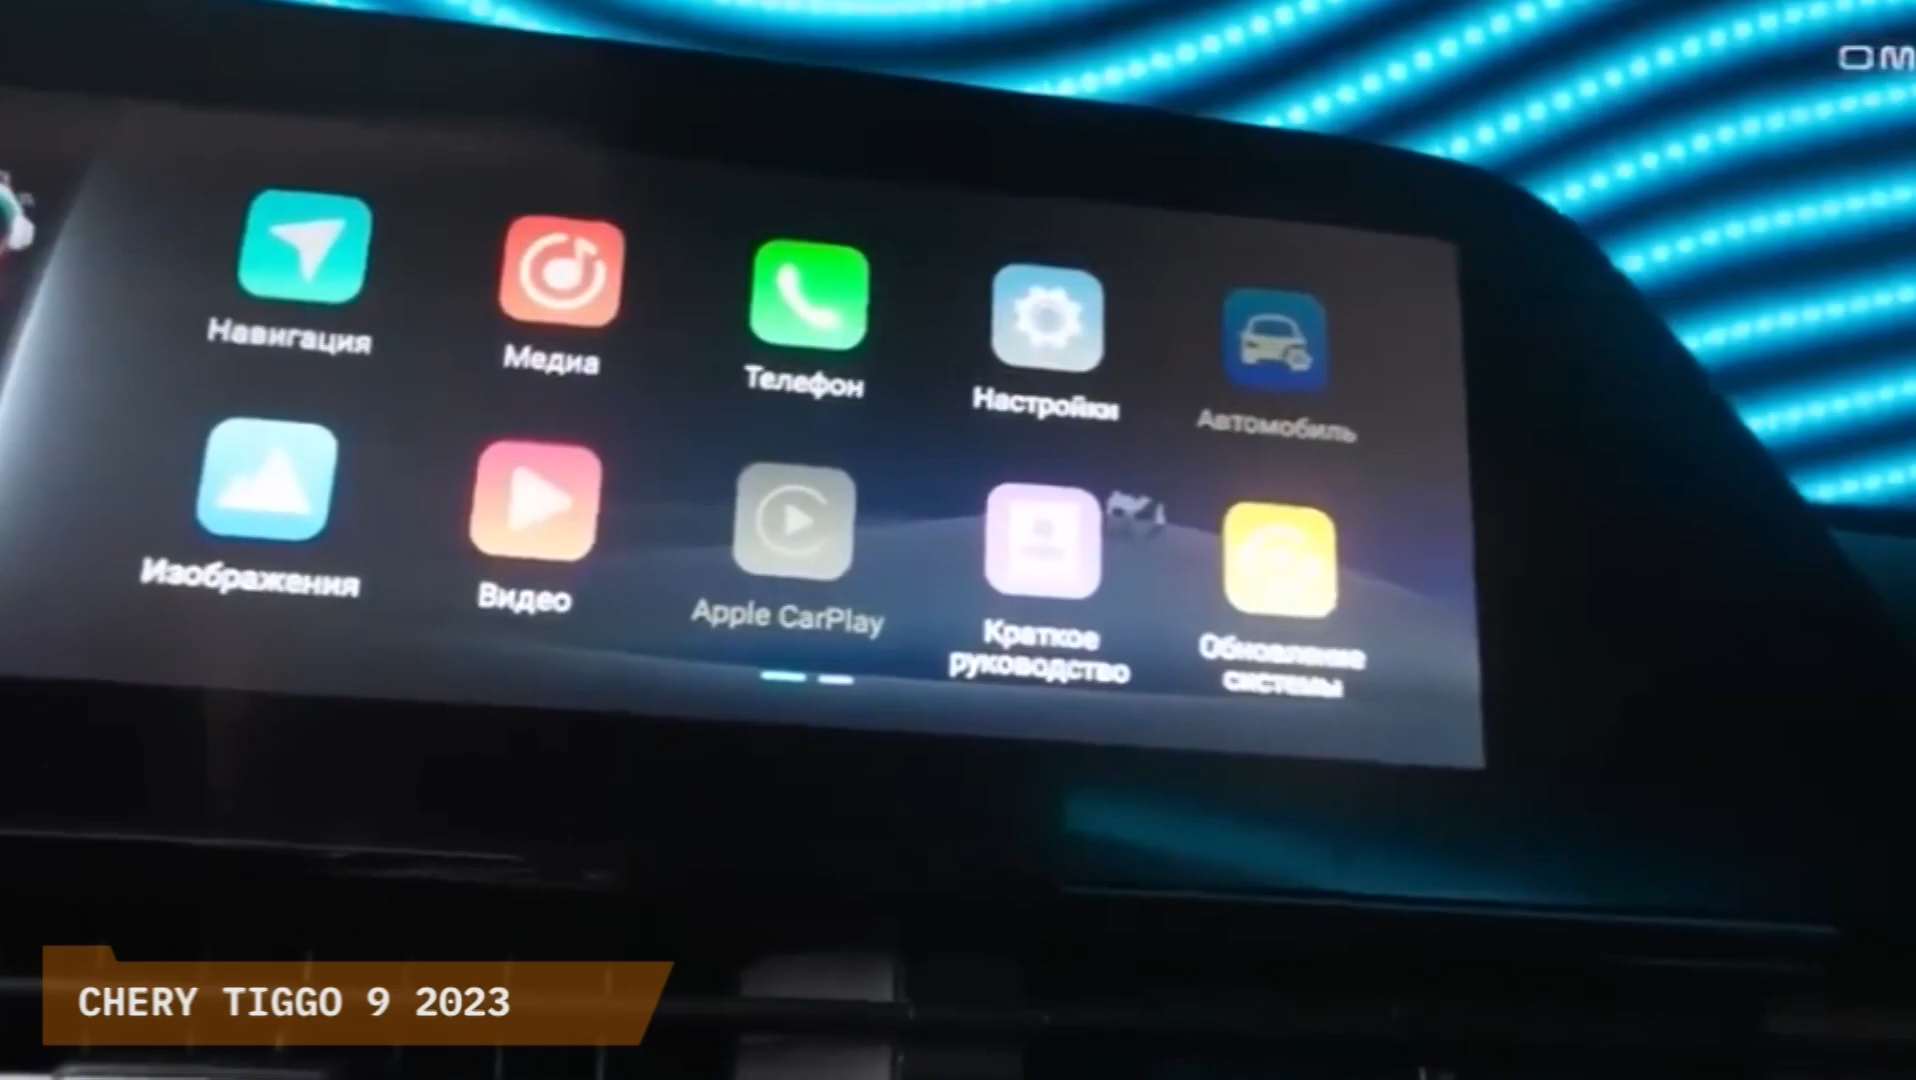 Навигация
Медиа
Телефон
Настройки
Автомобиль
Изображения
Видео
Apple CarPlay
Краткое
руководство
Обновление
системы
CHERY TIGGO 9 2023